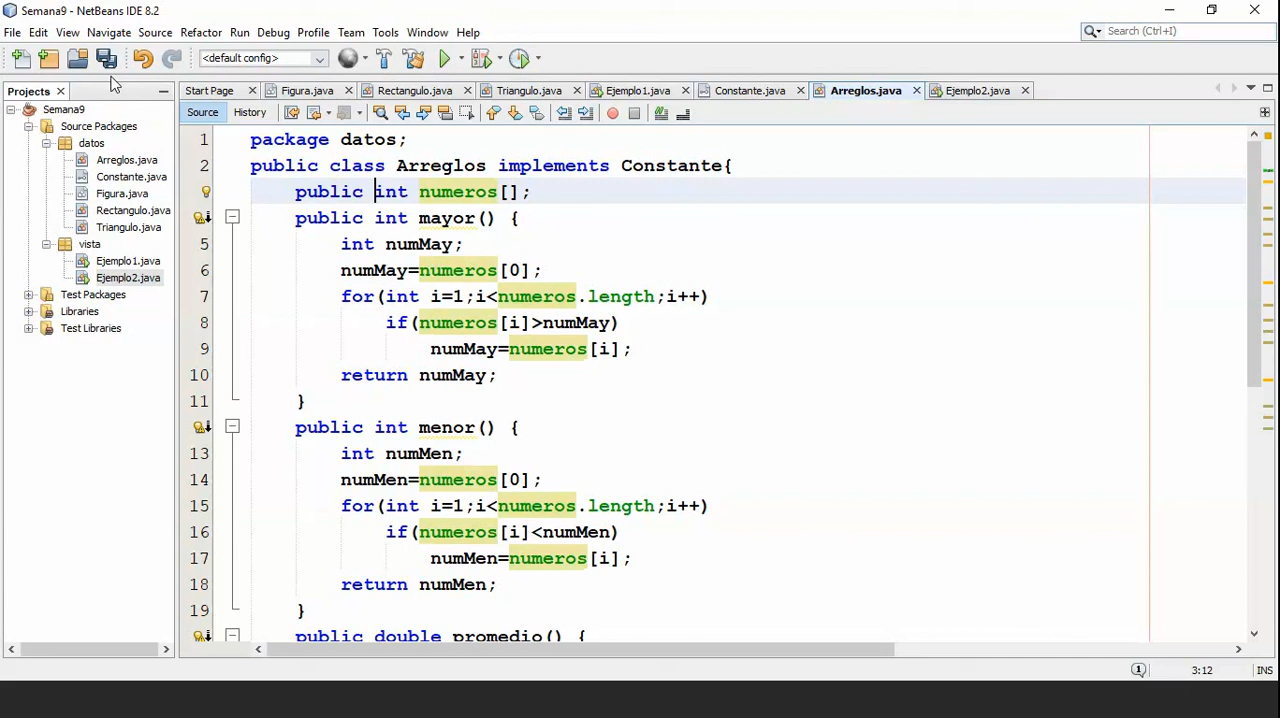 Semana9 - NetBeans IDE 8.2
File Edit View Navigate Source Refactor Run Debug Profile Team Tools Window Help
Search (Ctrl+I)
<default config>
Projects
Start Page Figura.java Rectangulo.java Triangulo.java Ejemplo1.java Constante.java Arreglos.java Ejemplo2.java
Source History
Semana9
Source Packages
datos
Arreglos.java
Constante.java
Figura.java
Rectangulo.java
Triangulo.java
vista
Ejemplo1.java
Ejemplo2.java
Test Packages
Libraries
Test Libraries
1 package datos;
2 public class Arreglos implements Constante{
public int numeros[];
public int mayor() {
5 int numMay;
6 numMay=numeros[0];
7 for(int i=1;i<numeros.length;i++)
8 if(numeros[i]>numMay)
9 numMay=numeros[i];
10 return numMay;
11 }
public int menor() {
13 int numMen;
14 numMen=numeros[0];
15 for(int i=1;i<numeros.length;i++)
16 if(numeros[i]<numMen)
17 numMen=numeros[i];
18 return numMen;
19 }
public double promedio() {
1 3:12 INS